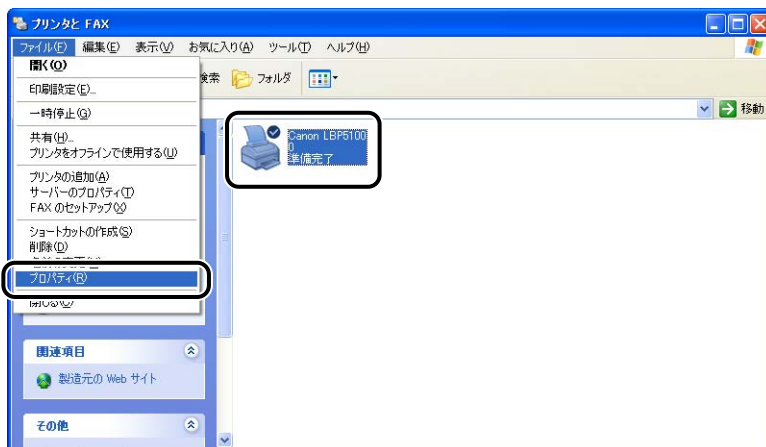 プリンタと FAX
ファイル(F) 編集(E) 表示(V) お気に入り(A) ツール(T) ヘルプ(H)
開く(O)
検索 フォルダ
印刷設定(E)...
一時停止(G)
移動
共有(H)...
プリンタをオフラインで使用する(U)
プリンタの追加(A)
サーバーのプロパティ(T)
FAX のセットアップ(X)
ショートカットの作成(S)
削除(D)
プロパティ(R)
閉じる(C)
Canon LBP5100
0
準備完了
関連項目
製造元の Web サイト
その他